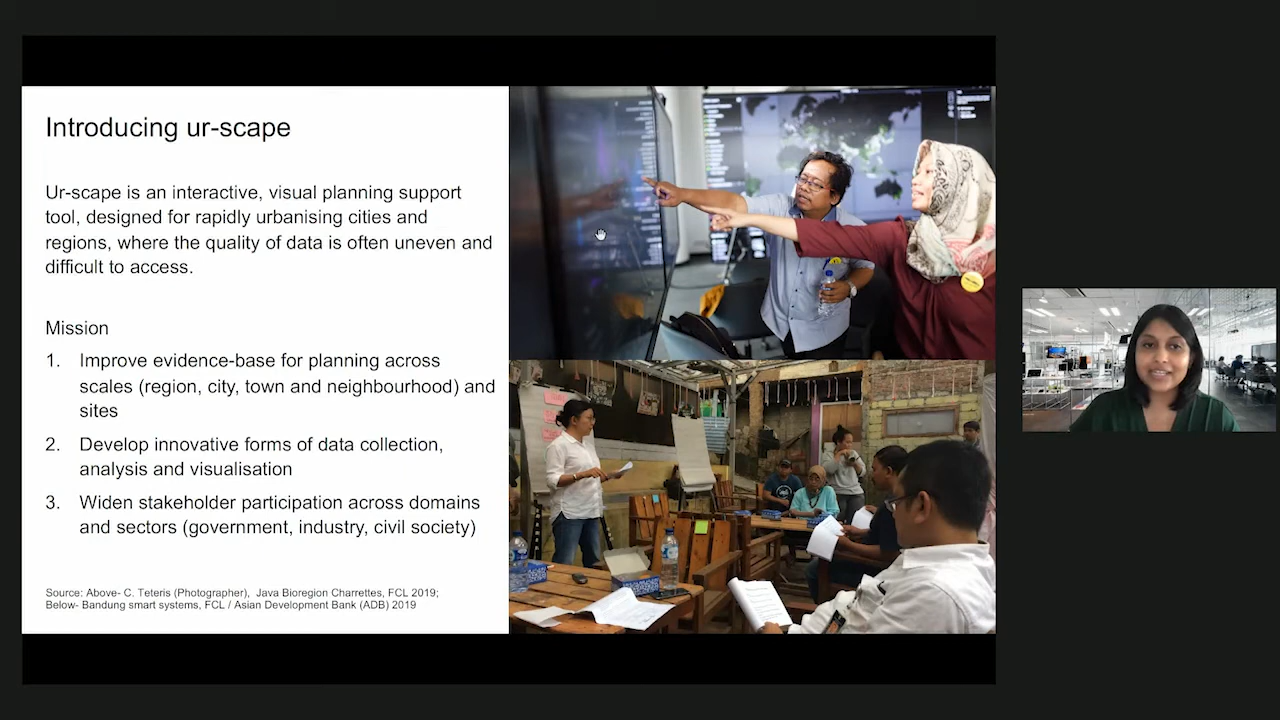 Introducing ur-scape
Ur-scape is an interactive, visual planning support
tool, designed for rapidly urbanising cities and
regions, where the quality of data is often uneven and
difficult to access.
Mission
1. Improve evidence-base for planning across
scales (region, city, town and neighbourhood) and
sites
2. Develop innovative forms of data collection,
analysis and visualisation
3. Widen stakeholder participation across domains
and sectors (government, industry, civil society)
Source: Above- C. Teteris (Photographer),  Java Bioregion Charrettes, FCL 2019;
Below- Bandung smart systems, FCL / Asian Development Bank (ADB) 2019